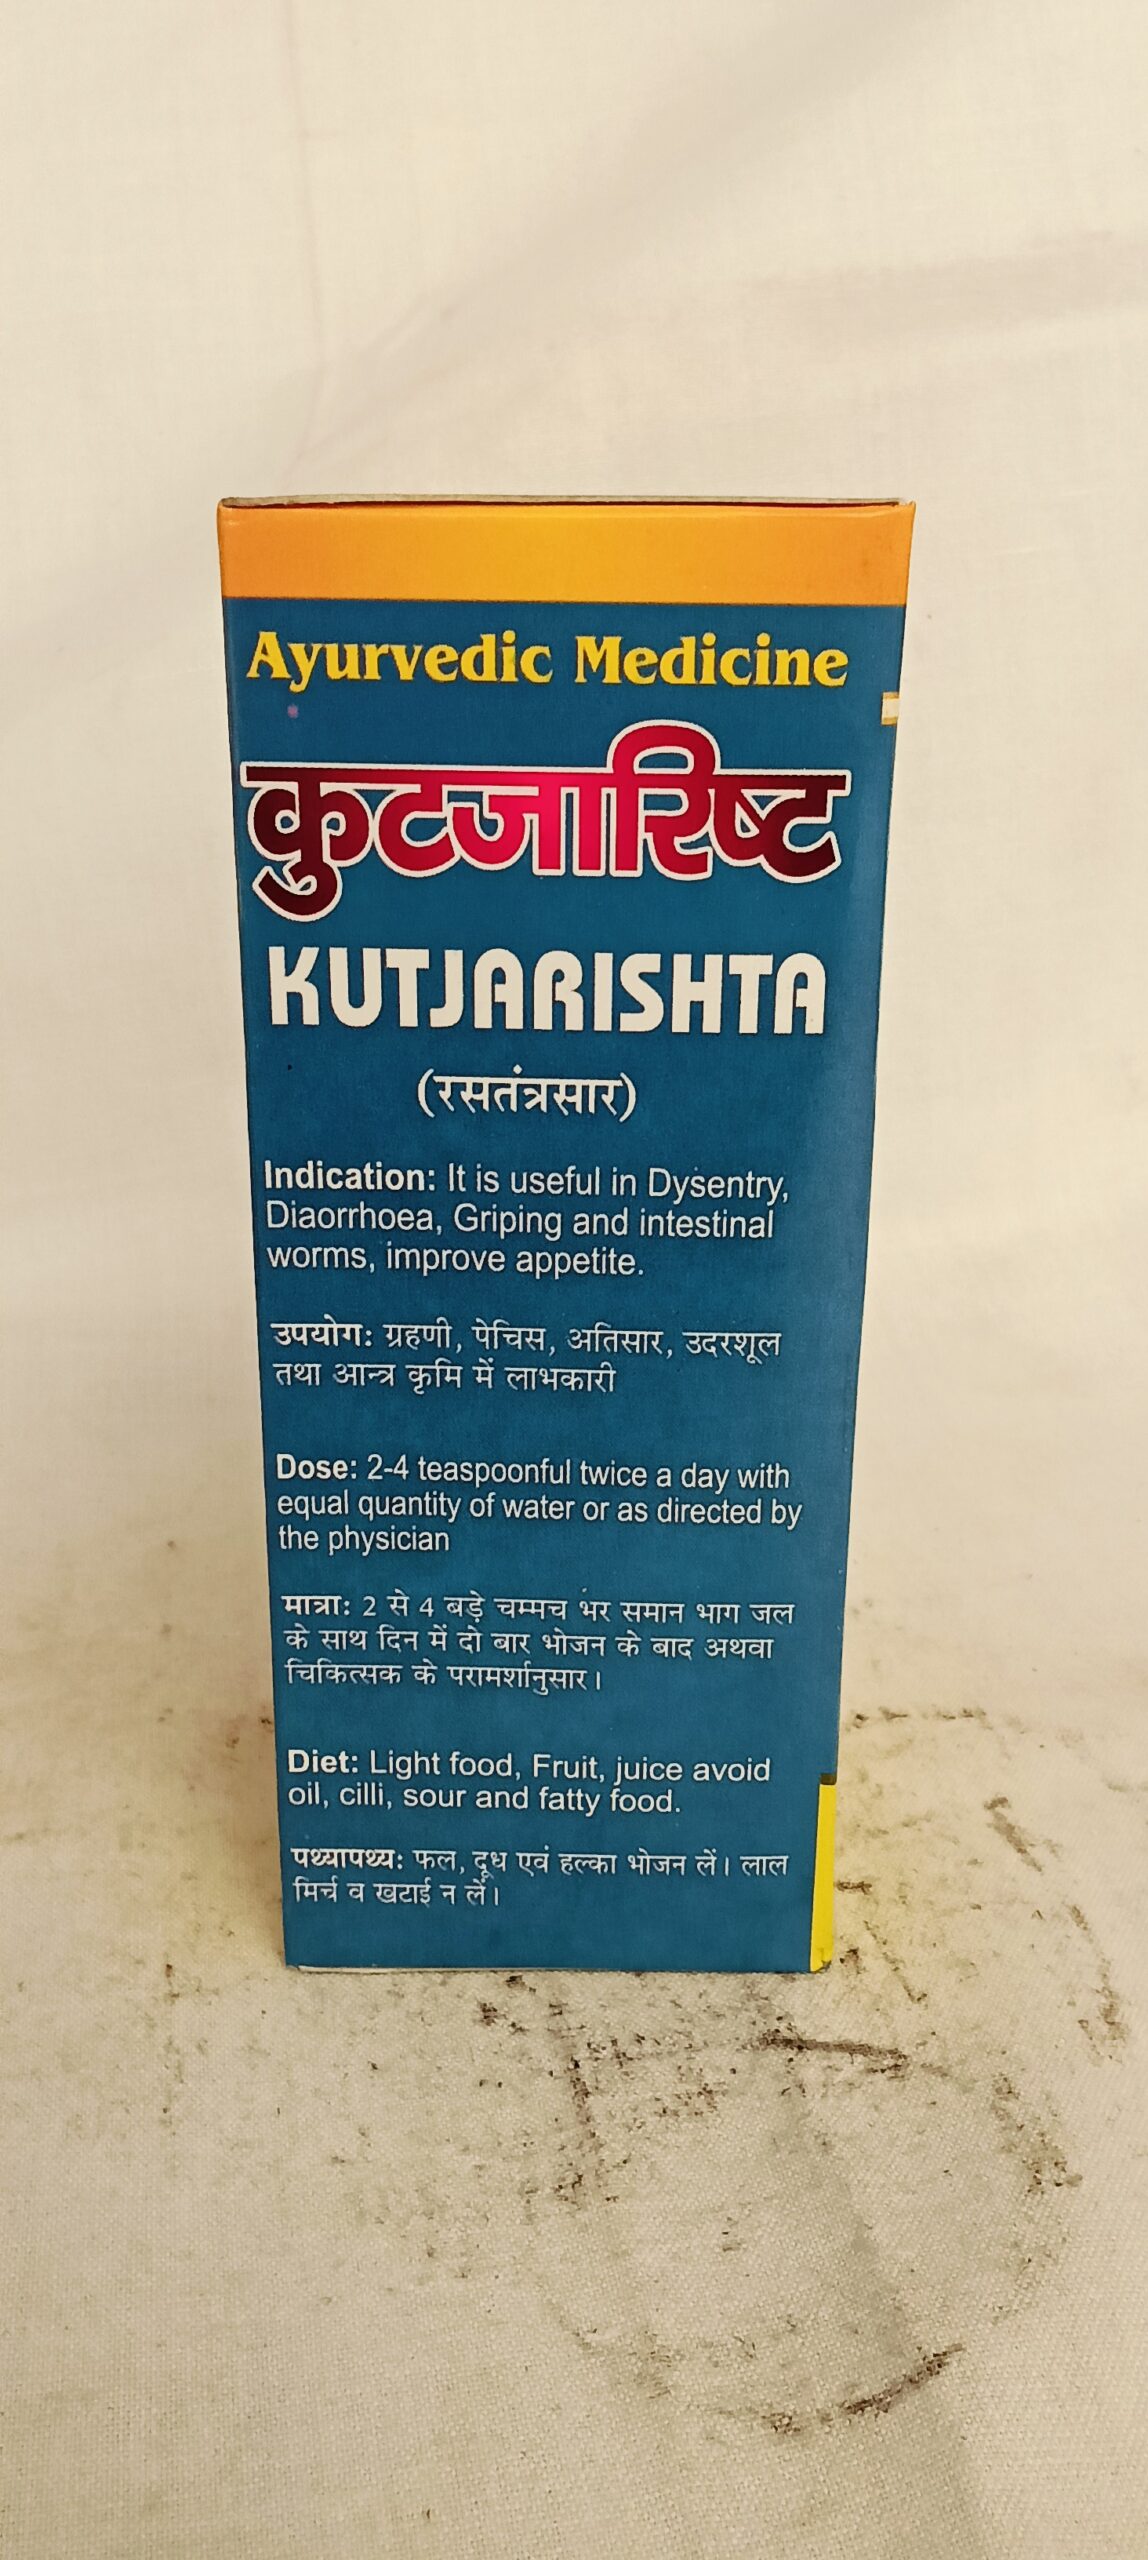 Ayurvedic Medicine
कुटजारिष्ट
KUTJARISHTA
(रसतंत्रसार)
Indication: It is useful in Dysentry,
Diaorrhoea, Griping and intestinal
worms, improve appetite.
उपयोग: ग्रहणी, पेचिस, अतिसार, उदरशूल
तथा आन्त्र कृमि में लाभकारी
Dose: 2-4 teaspoonful twice a day with
equal quantity of water or as directed by
the physician
मात्रा: 2 से 4 बड़े चम्मच भर समान भाग जल
के साथ दिन में दो बार भोजन के बाद अथवा
चिकित्सक के परामर्शानुसार।
Diet: Light food, Fruit, juice avoid
oil, cilli, sour and fatty food.
पथ्यापथ्य: फल, दूध एवं हल्का भोजन लें। लाल
मिर्च व खटाई न लें।